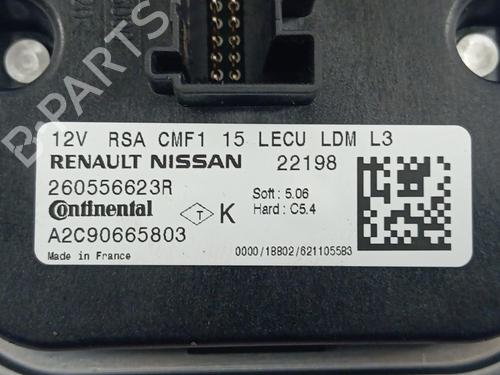 12V RSA CMF1 15 LECU LDM L3
RENAULT NISSAN 22198
260556623R
Soft : 5.06
Continental T K Hard : C5.4
A2C90665803
Made in France 0000/18802/621105583
B-PARTS